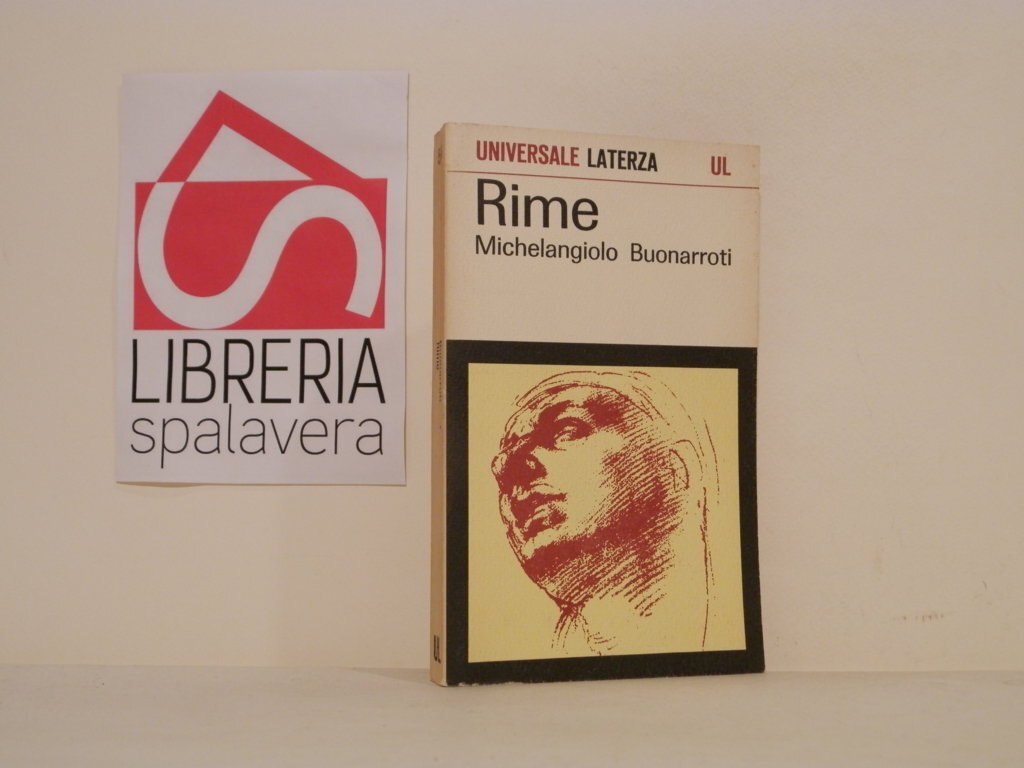 LIBRERIA
spalavera
UNIVERSALE LATERZA UL
Rime
Michelangiolo Buonarroti
UL